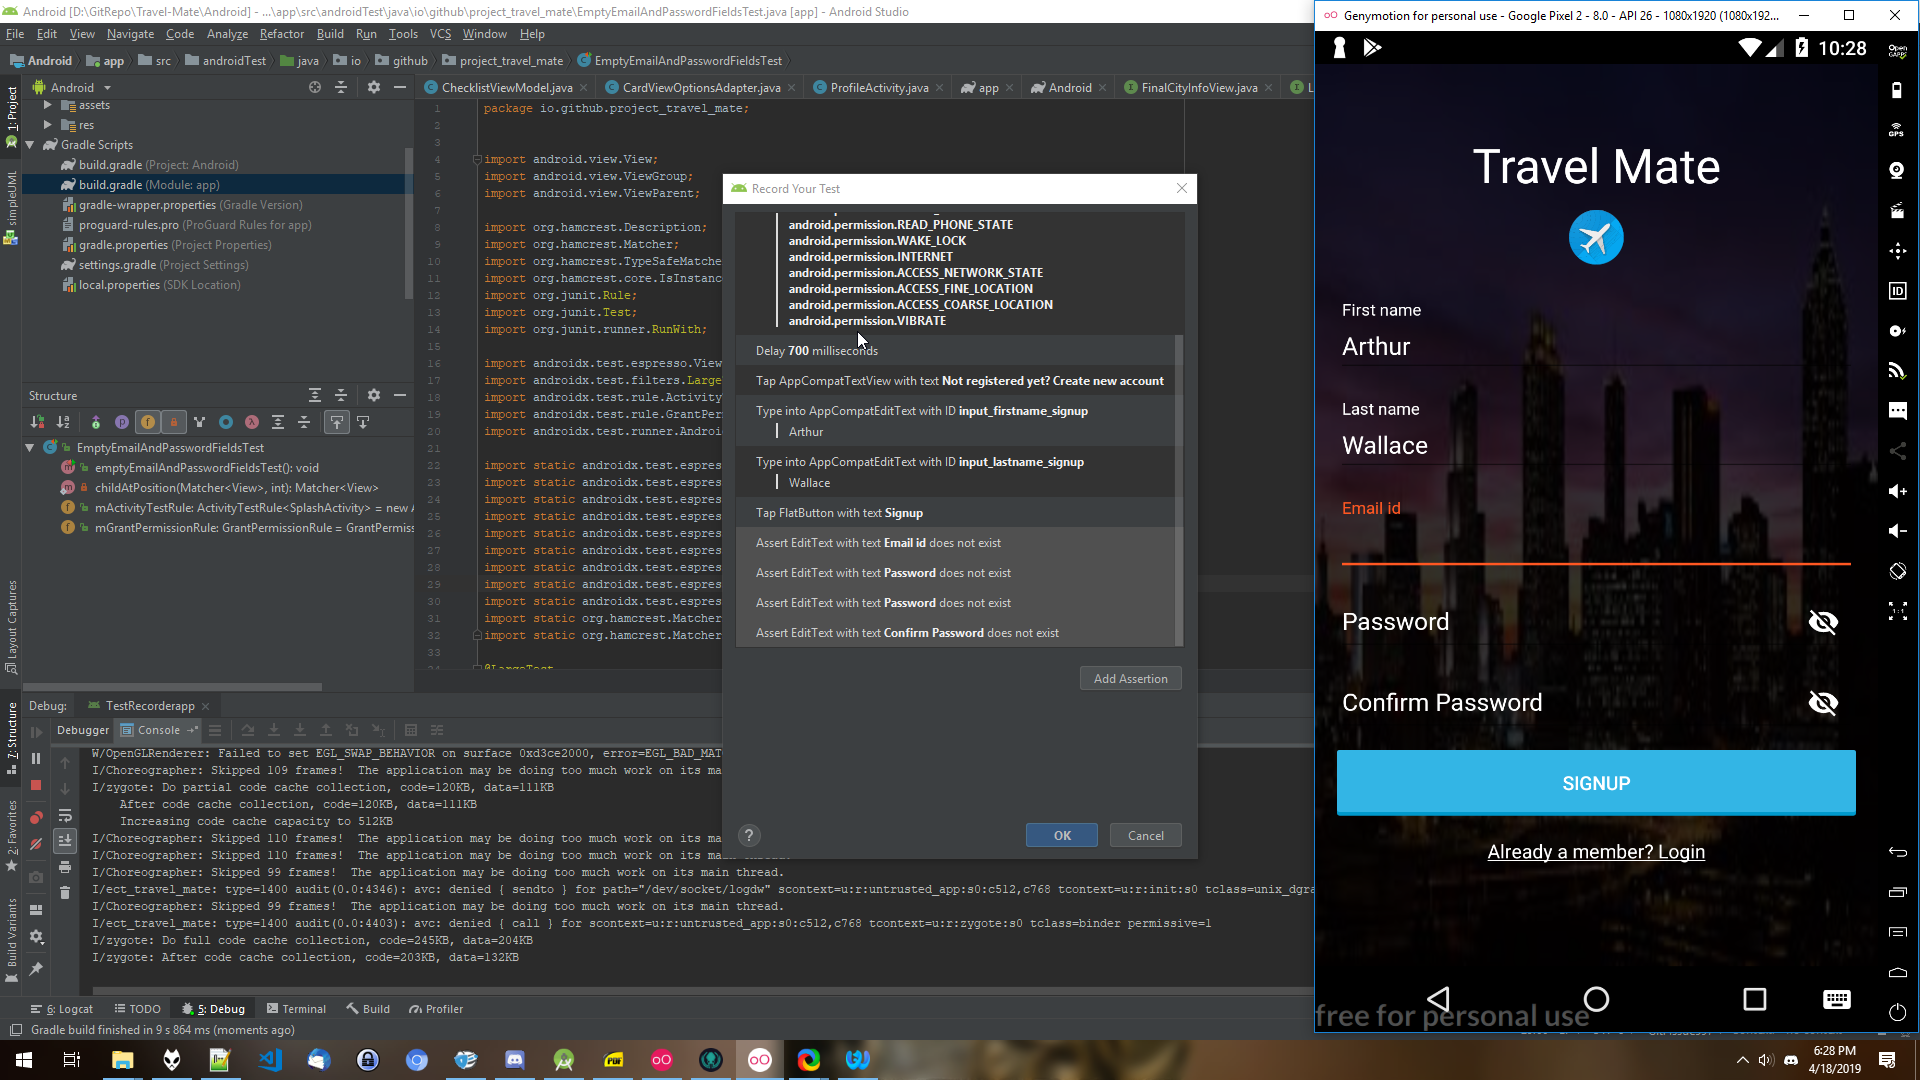 Android [D:\GitRepo\Travel-Mate\Android] - ...\app\src\androidTest\java\io\github\project_travel_mate\EmptyEmailAndPasswordFieldsTest.java [app] - Android Studio
File Edit View Navigate Code Analyze Refactor Build Run Tools VCS Window Help
Android app src androidTest java io github project_travel_mate EmptyEmailAndPasswordFieldsTest
Android
ChecklistViewModel.java CardViewOptionsAdapter.java ProfileActivity.java app Android FinalCityInfoView.java
1: Project
simpleUML
Layout Captures
7: Structure
2: Favorites
Build Variants
assets
res
Gradle Scripts
build.gradle (Project: Android)
build.gradle (Module: app)
gradle-wrapper.properties (Gradle Version)
proguard-rules.pro (ProGuard Rules for app)
gradle.properties (Project Properties)
settings.gradle (Project Settings)
local.properties (SDK Location)
Structure
EmptyEmailAndPasswordFieldsTest
emptyEmailAndPasswordFieldsTest(): void
childAtPosition(Matcher<View>, int): Matcher<View>
mActivityTestRule: ActivityTestRule<SplashActivity> = new A
mGrantPermissionRule: GrantPermissionRule = GrantPermiss
1 package io.github.project_travel_mate;
2
3
4 import android.view.View;
5 import android.view.ViewGroup;
6 import android.view.ViewParent;
7
8 import org.hamcrest.Description;
9 import org.hamcrest.Matcher;
10 import org.hamcrest.TypeSafeMatche
11 import org.hamcrest.core.IsInstanc
12 import org.junit.Rule;
13 import org.junit.Test;
14 import org.junit.runner.RunWith;
15
16 import androidx.test.espresso.View
17 import androidx.test.filters.Large
18 import androidx.test.rule.Activity
19 import androidx.test.rule.GrantPer
20 import androidx.test.runner.Androi
21
22 import static androidx.test.espres
23 import static androidx.test.espres
24 import static androidx.test.espres
25 import static androidx.test.espres
26 import static androidx.test.espres
27 import static androidx.test.espres
28 import static androidx.test.espres
29 import static androidx.test.espres
30 import static androidx.test.espres
31 import static org.hamcrest.Matcher
32 import static org.hamcrest.Matcher
33
34 @LargeTest
Record Your Test
android.permission.READ_PHONE_STATE
android.permission.WAKE_LOCK
android.permission.INTERNET
android.permission.ACCESS_NETWORK_STATE
android.permission.ACCESS_FINE_LOCATION
android.permission.ACCESS_COARSE_LOCATION
android.permission.VIBRATE
Delay 700 milliseconds
Tap AppCompatTextView with text Not registered yet? Create new account
Type into AppCompatEditText with ID input_firstname_signup
Arthur
Type into AppCompatEditText with ID input_lastname_signup
Wallace
Tap FlatButton with text Signup
Assert EditText with text Email id does not exist
Assert EditText with text Password does not exist
Assert EditText with text Password does not exist
Assert EditText with text Confirm Password does not exist
Add Assertion
? OK Cancel
Debug: TestRecorderapp
Debugger Console
W/OpenGLRenderer: Failed to set EGL_SWAP_BEHAVIOR on surface 0xd3ce2000, error=EGL_BAD_MAT
I/Choreographer: Skipped 109 frames! The application may be doing too much work on its ma
I/zygote: Do partial code cache collection, code=120KB, data=111KB
After code cache collection, code=120KB, data=111KB
Increasing code cache capacity to 512KB
I/Choreographer: Skipped 110 frames! The application may be doing too much work on its ma
I/Choreographer: Skipped 110 frames! The application may be doing too much work on its main thread.
I/Choreographer: Skipped 99 frames! The application may be doing too much work on its main thread.
I/ect_travel_mate: type=1400 audit(0.0:4346): avc: denied { sendto } for path="/dev/socket/logdw" scontext=u:r:untrusted_app:s0:c512,c768 tcontext=u:r:init:s0 tclass=unix_dgra
I/Choreographer: Skipped 99 frames! The application may be doing too much work on its main thread.
I/ect_travel_mate: type=1400 audit(0.0:4403): avc: denied { call } for scontext=u:r:untrusted_app:s0:c512,c768 tcontext=u:r:zygote:s0 tclass=binder permissive=1
I/zygote: Do full code cache collection, code=245KB, data=204KB
I/zygote: After code cache collection, code=203KB, data=132KB
6: Logcat TODO 5: Debug Terminal Build Profiler
Gradle build finished in 9 s 864 ms (moments ago)
Genymotion for personal use - Google Pixel 2 - 8.0 - API 26 - 1080x1920 (1080x192...
10:28
Travel Mate
First name
Arthur
Last name
Wallace
Email id
Password
Confirm Password
SIGNUP
Already a member? Login
free for personal use
OPEN GAPPS
GPS
ID
1:1
6:28 PM
4/18/2019